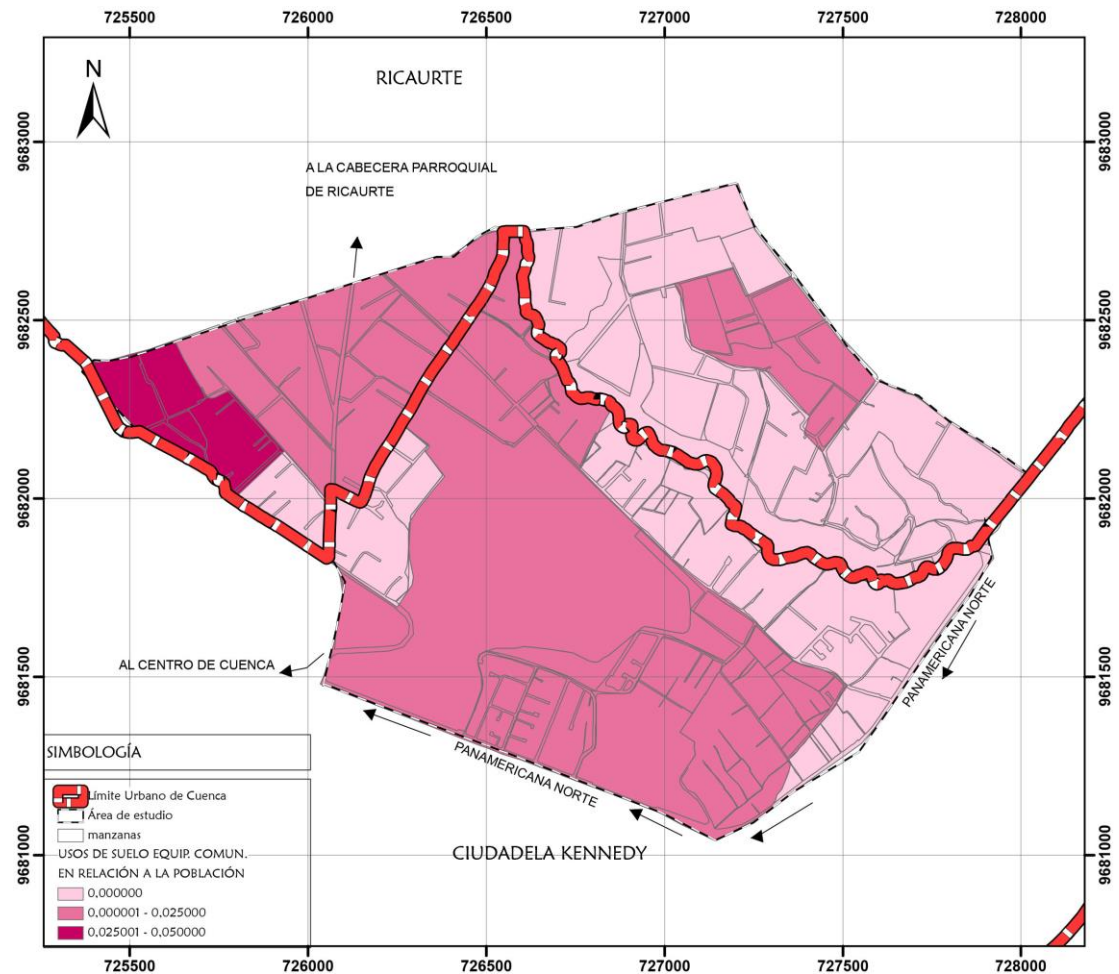 725500 726000 726500 727000 727500 728000
N
RICAURTE
9683000 9683000
A LA CABECERA PARROQUIAL
DE RICAURTE
9682500 9682500
9682000 9682000
PANAMERICANA NORTE
AL CENTRO DE CUENCA
9681500 9681500
PANAMERICANA NORTE
CIUDADELA KENNEDY
9681000 9681000
SIMBOLOGÍA
Límite Urbano de Cuenca
Área de estudio
manzanas
USOS DE SUELO EQUIP. COMUN.
EN RELACIÓN A LA POBLACIÓN
0,000000
0,000001 - 0,025000
0,025001 - 0,050000
725500 726000 726500 727000 727500 728000